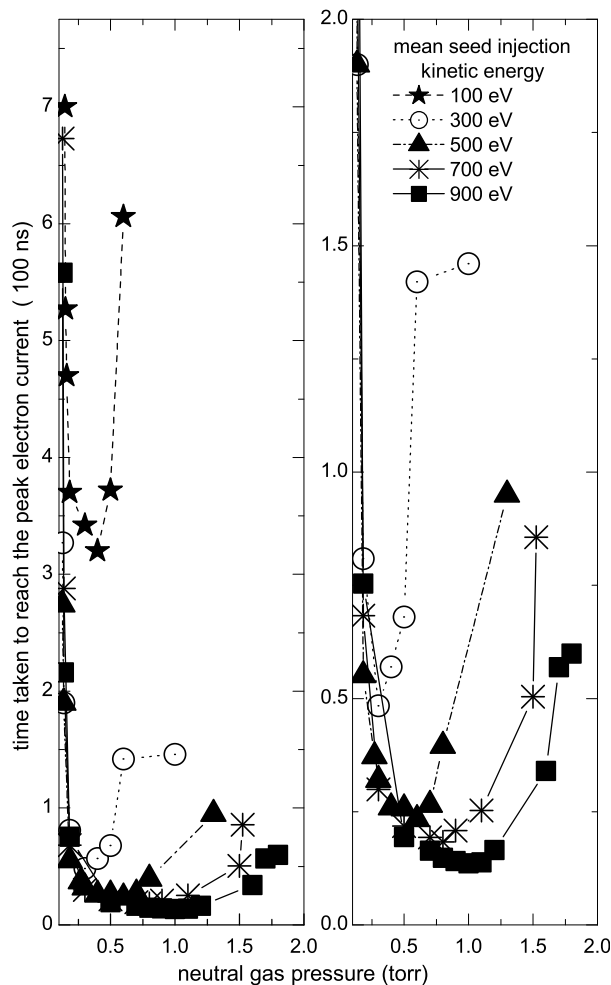 time taken to reach the peak electron current ( 100 ns)
7
6
5
4
3
2
1
0
0.5 1.0 1.5 2.0
2.0
1.5
1.0
0.5
0.0
0.5 1.0 1.5 2.0
mean seed injection
kinetic energy
100 eV
300 eV
500 eV
700 eV
900 eV
neutral gas pressure (torr)